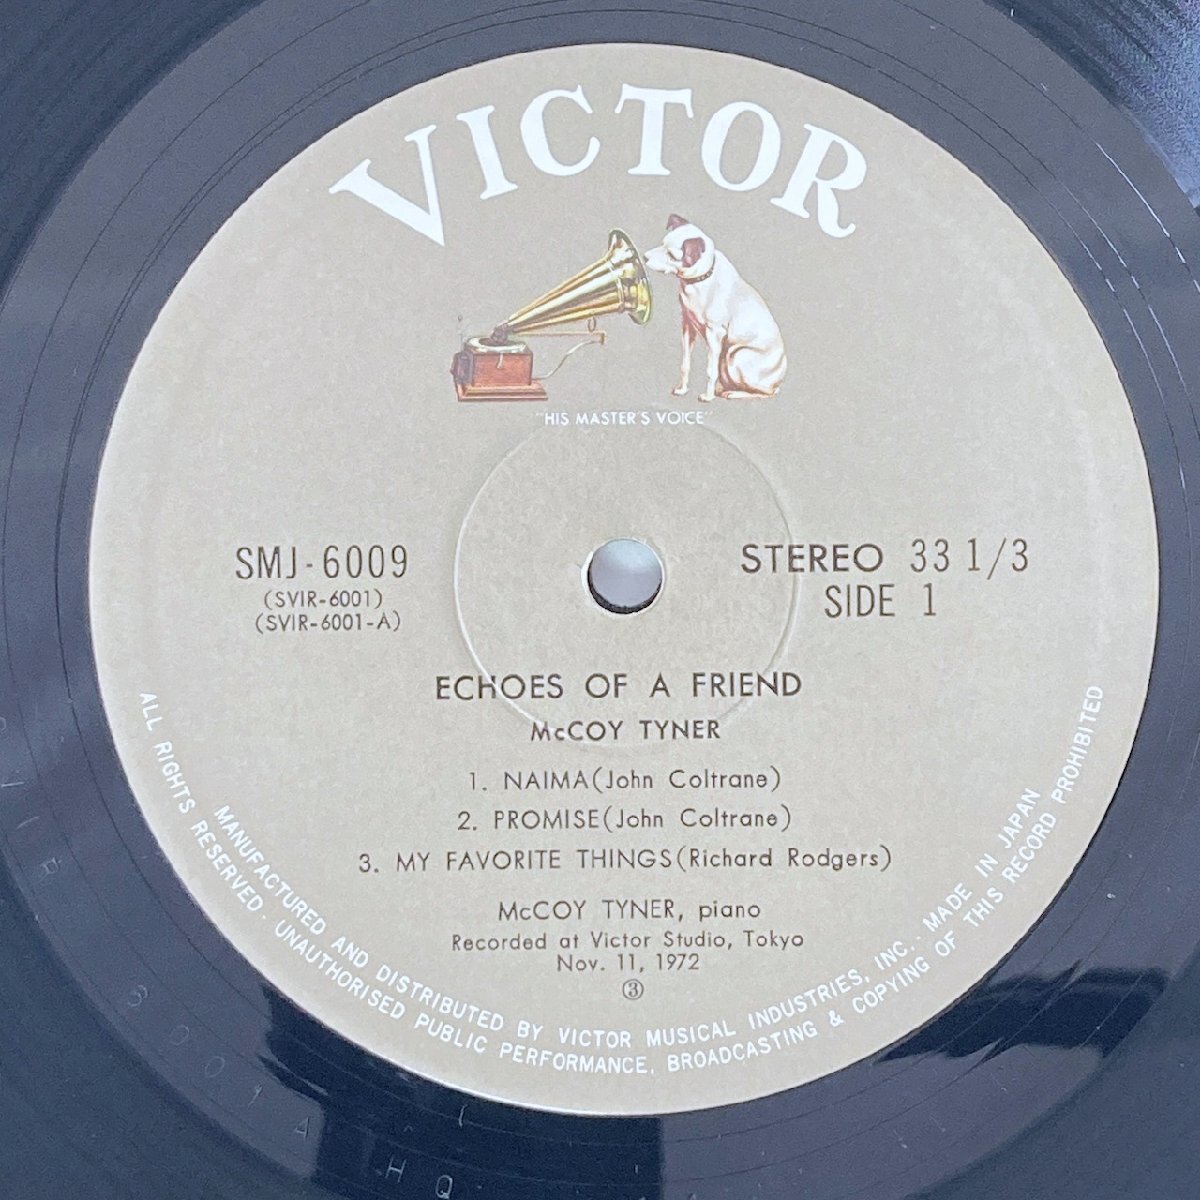 VICTOR
"HIS MASTER'S VOICE"
SMJ-6009
(SVIR-6001)
(SVIR-6001-A)
STEREO 33 1/3
SIDE 1
ECHOES OF A FRIEND
McCOY TYNER
1. NAIMA(John Coltrane)
2. PROMISE(John Coltrane)
3. MY FAVORITE THINGS(Richard Rodgers)
McCOY TYNER, piano
Recorded at Victor Studio, Tokyo
Nov. 11, 1972
③
MANUFACTURED AND DISTRIBUTED BY VICTOR MUSICAL INDUSTRIES, INC. · MADE IN JAPAN
ALL RIGHTS RESERVED · UNAUTHORISED PUBLIC PERFORMANCE, BROADCASTING & COPYING OF THIS RECORD PROHIBITED